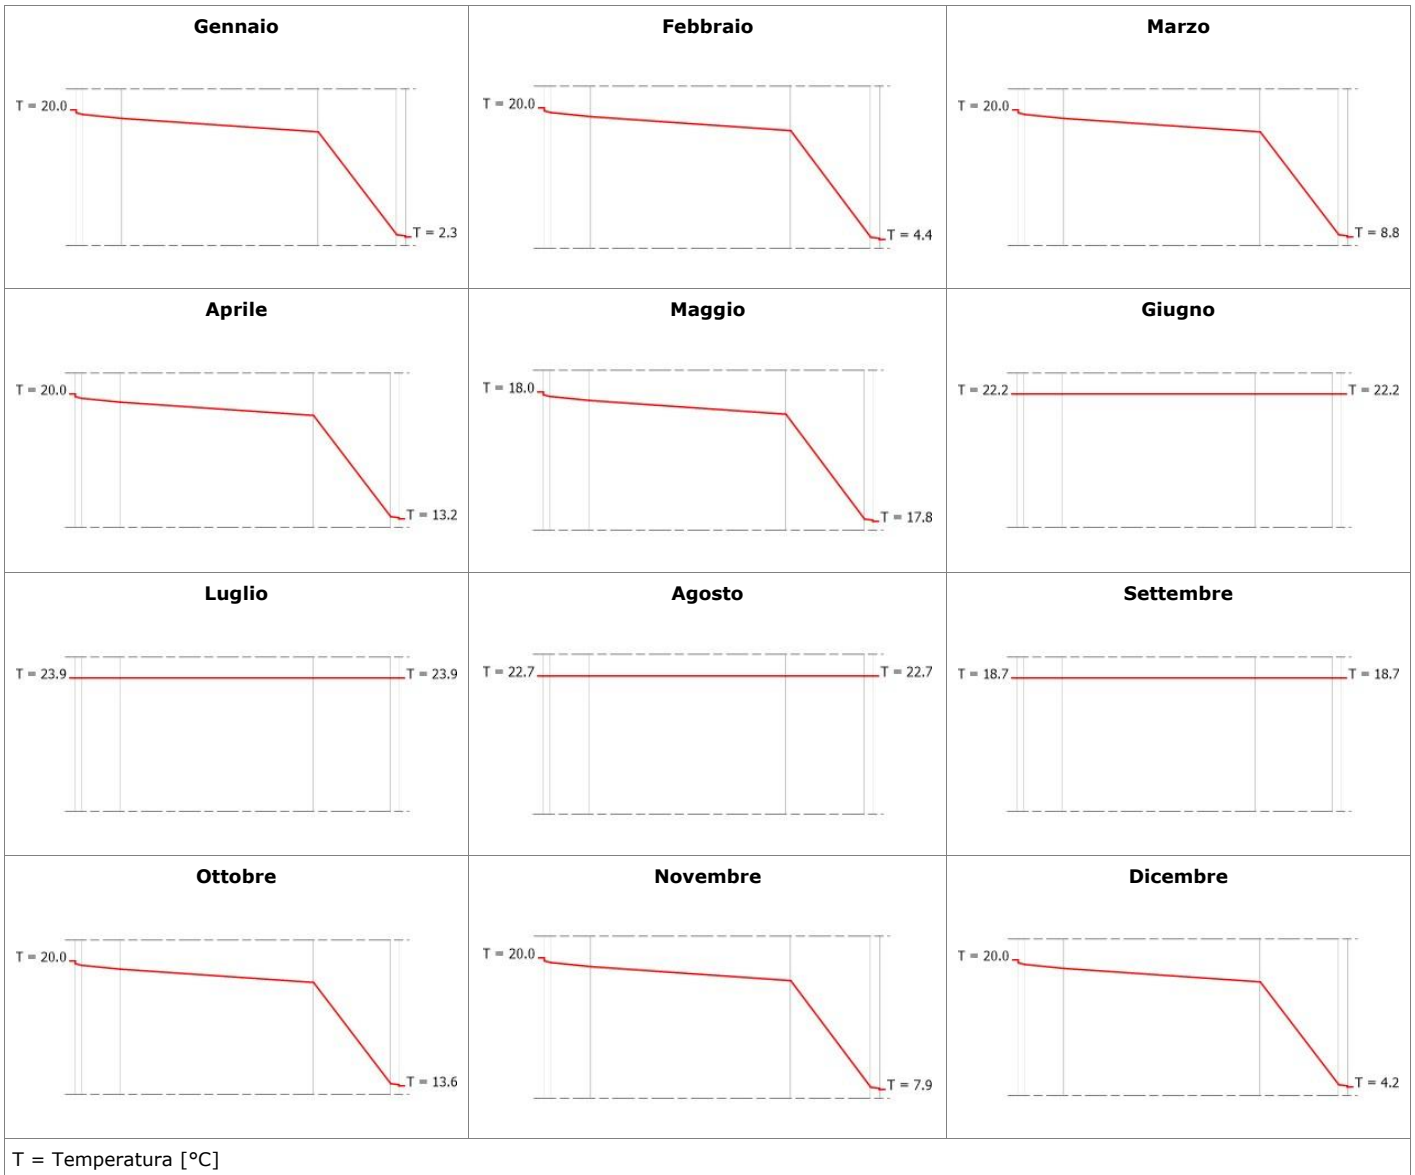 Gennaio
T = 20.0
T = 2.3
Febbraio
T = 20.0
T = 4.4
Marzo
T = 20.0
T = 8.8
Aprile
T = 20.0
T = 13.2
Maggio
T = 18.0
T = 17.8
Giugno
T = 22.2
T = 22.2
Luglio
T = 23.9
T = 23.9
Agosto
T = 22.7
T = 22.7
Settembre
T = 18.7
T = 18.7
Ottobre
T = 20.0
T = 13.6
Novembre
T = 20.0
T = 7.9
Dicembre
T = 20.0
T = 4.2
T = Temperatura [°C]